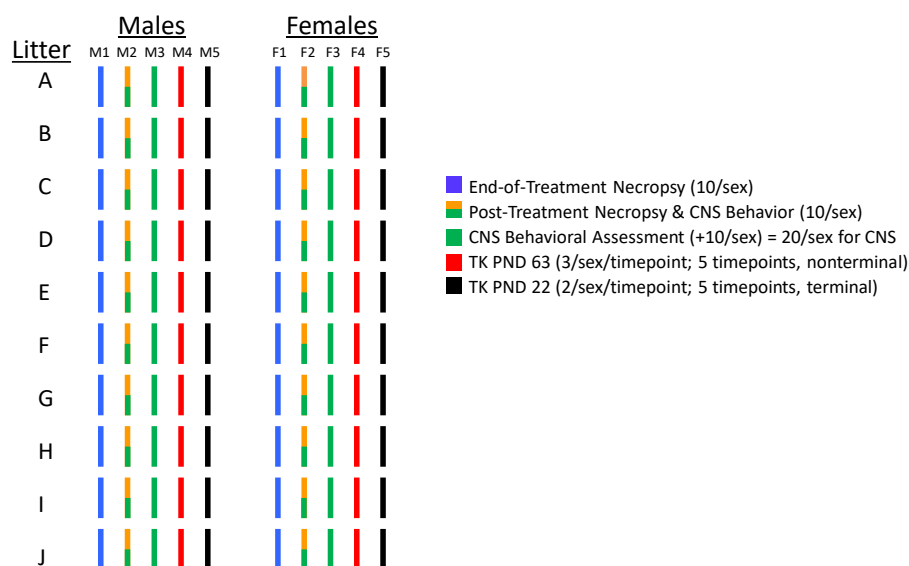 Males Females
Litter M1 M2 M3 M4 M5 F1 F2 F3 F4 F5
A
B
C
D
E
F
G
H
I
J
End-of-Treatment Necropsy (10/sex)
Post-Treatment Necropsy & CNS Behavior (10/sex)
CNS Behavioral Assessment (+10/sex) = 20/sex for CNS
TK PND 63 (3/sex/timepoint; 5 timepoints, nonterminal)
TK PND 22 (2/sex/timepoint; 5 timepoints, terminal)